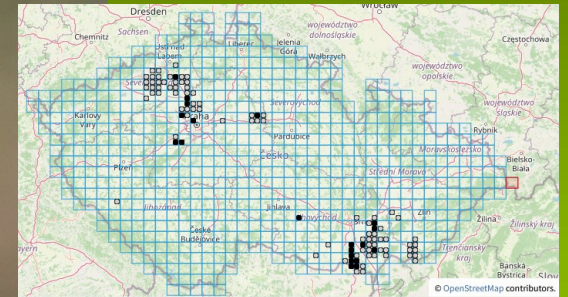 Dresden
Wrocław
Chemnitz
Sachsen
województwo
dolnośląskie
Częstochowa
Ústí nad
Labem
Liberec
Jelenia
Góra
Wałbrzych
województwo
opolskie
województwo
śląskie
Karlovy
Vary
Praha
Severovýchod
Pardubice
Rybnik
Moravskoslezsko
Bielsko-
Biała
Česko
Střední Morava
Plzeň
Jihozápad
Jihlava
Zlín
Žilina
Žilinský kraj
České
Budějovice
Trenčiansky
kraj
Banská
Bystrica
© OpenStreetMap contributors.